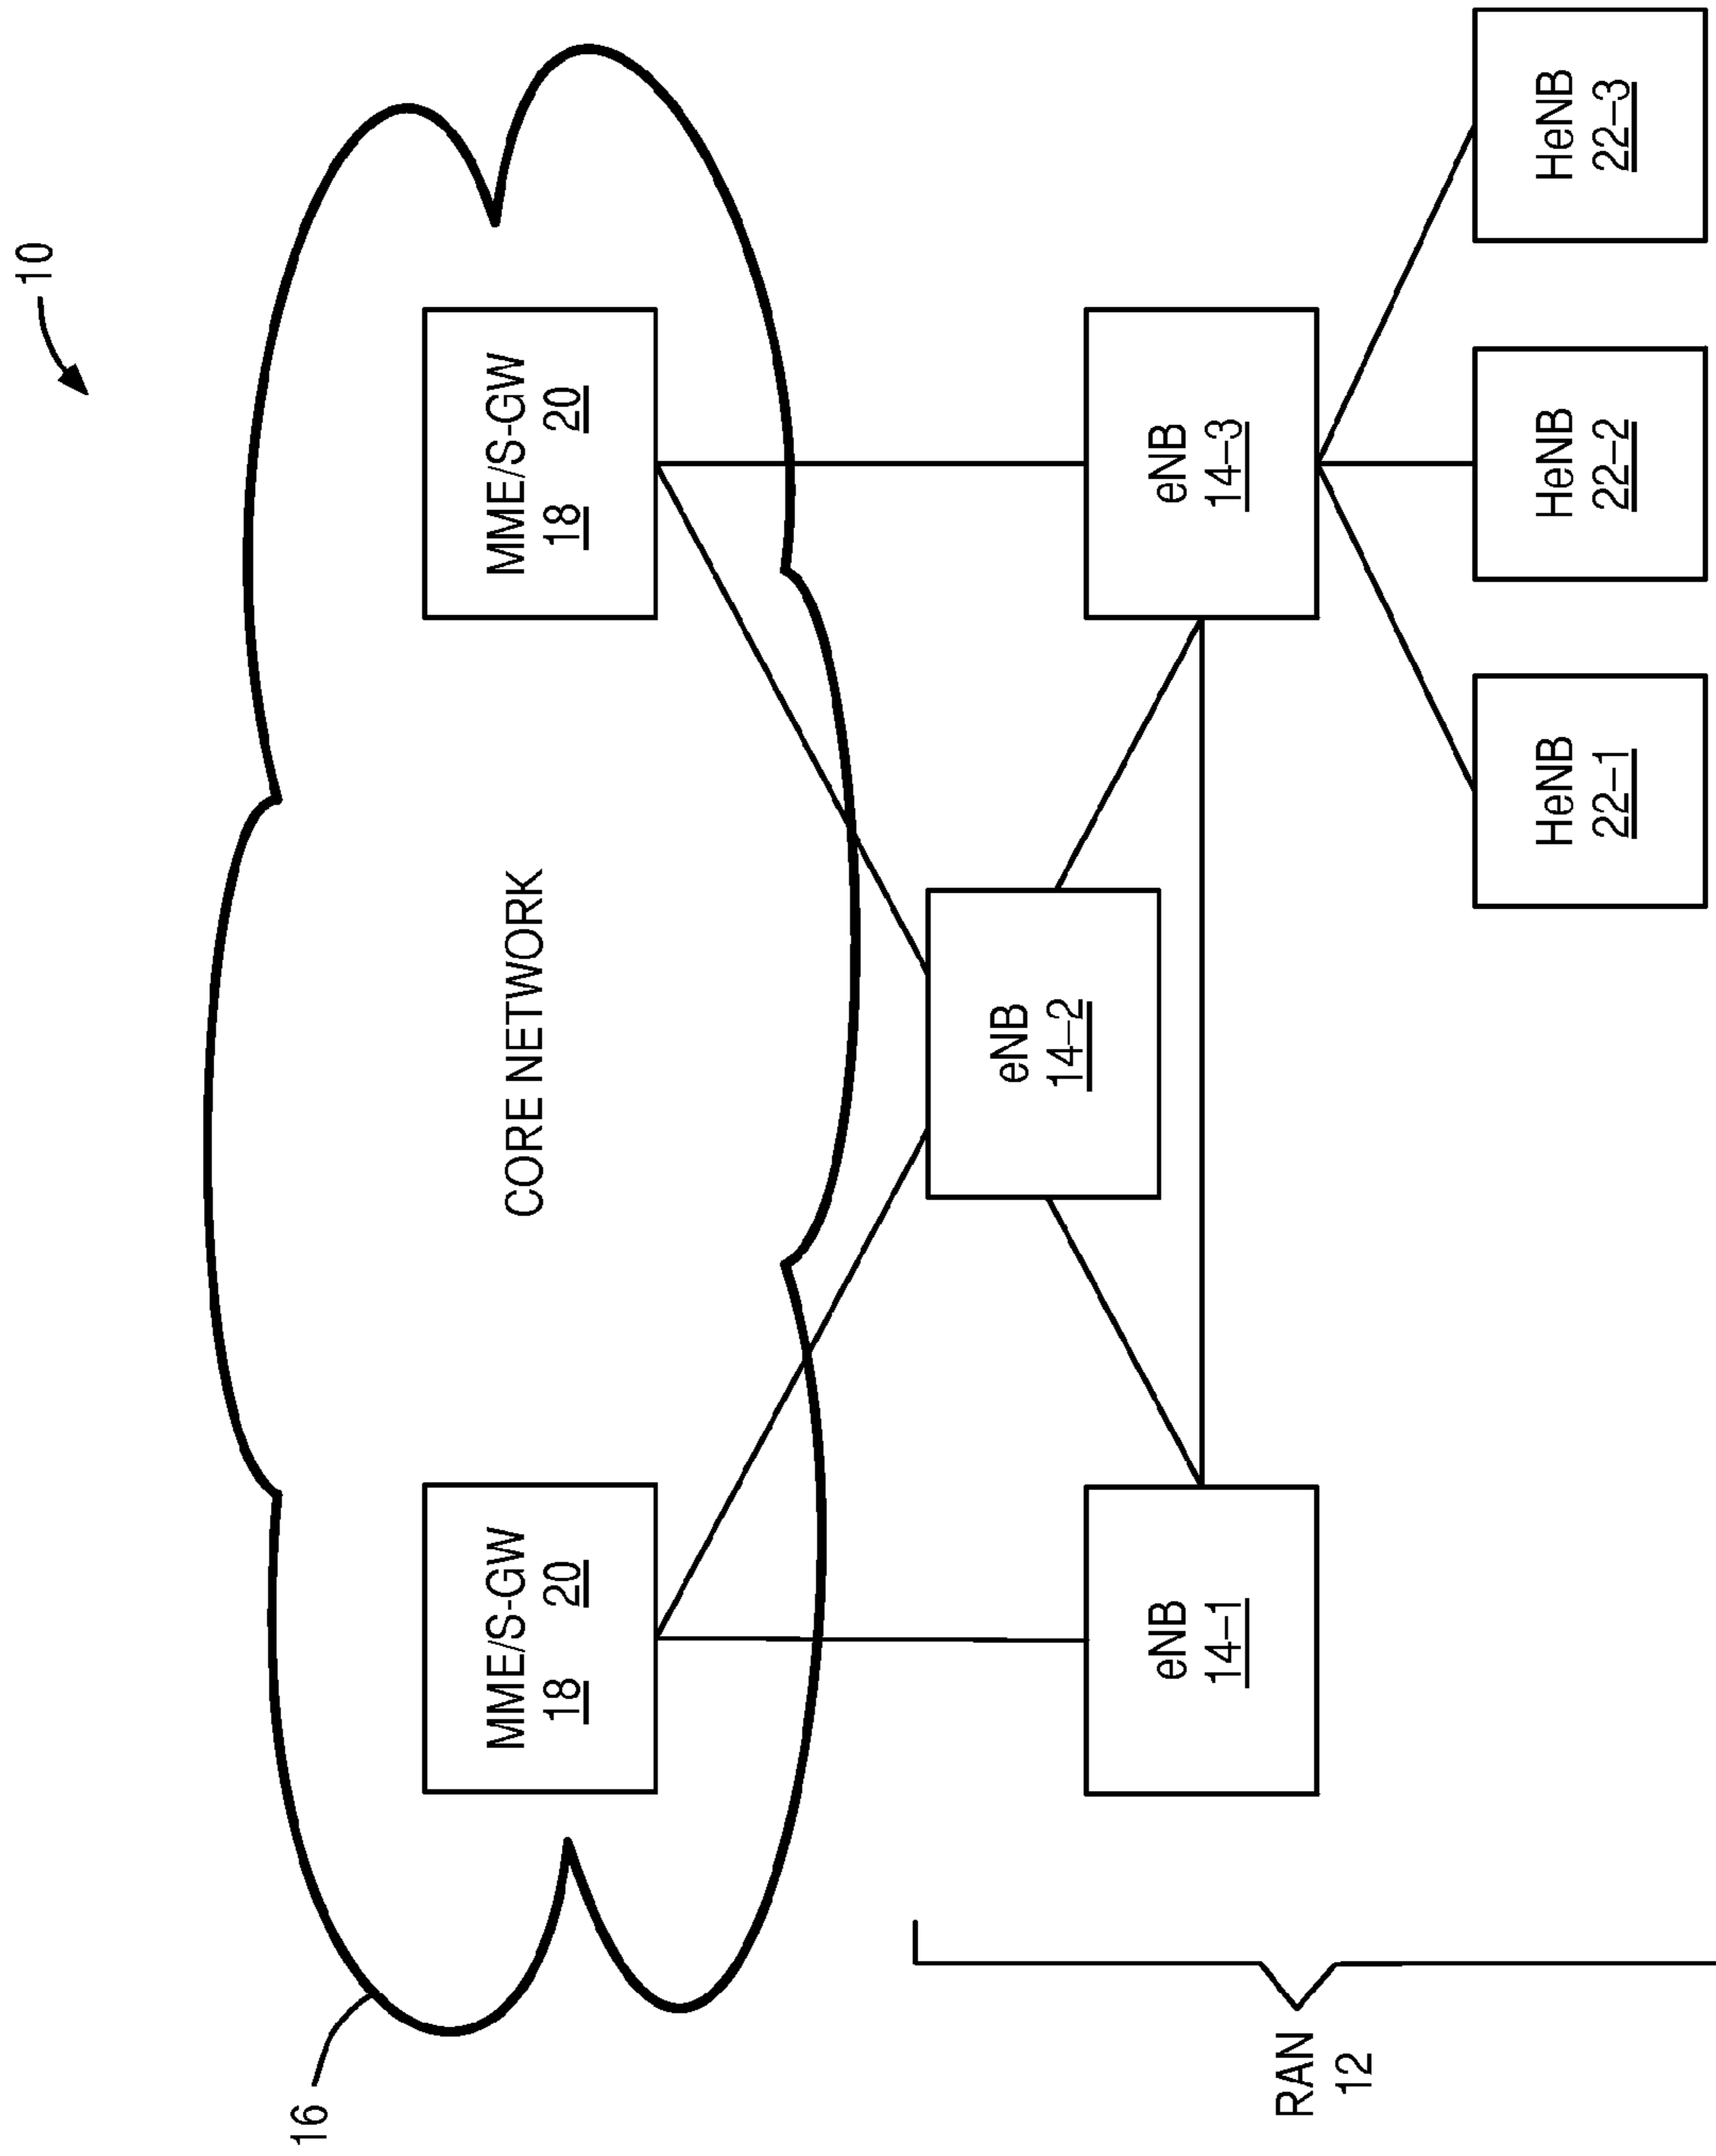 10
16
MME/S-GW
18 20
CORE NETWORK
MME/S-GW
18 20
eNB
14-2
eNB
14-1
eNB
14-3
RAN
12
HeNB
22-1
HeNB
22-2
HeNB
22-3